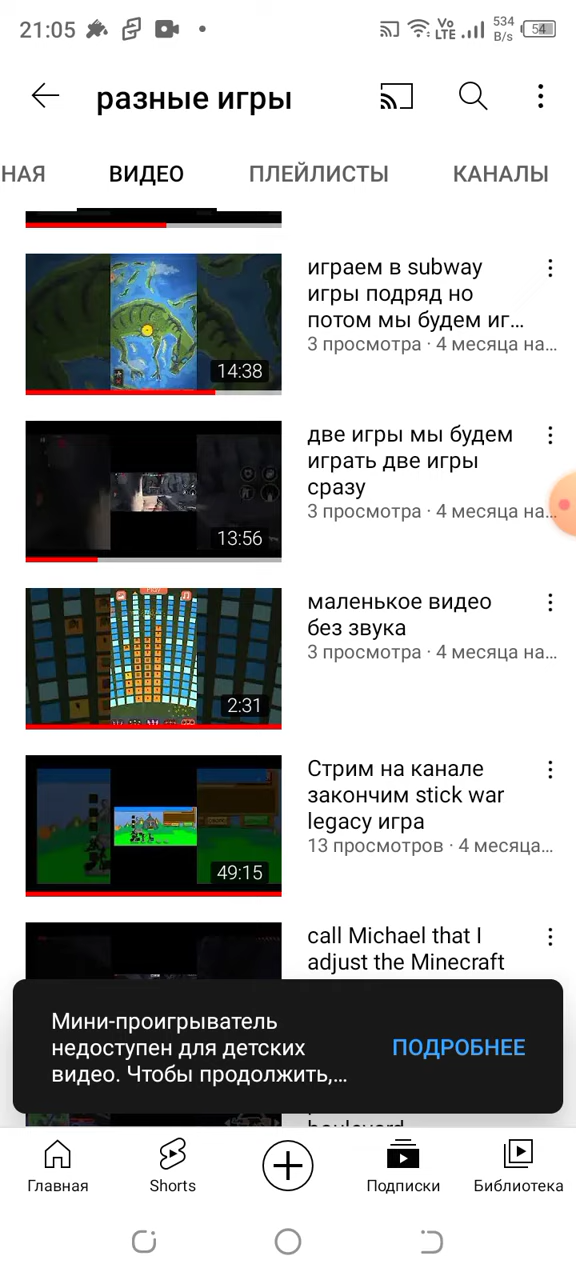 21:05
Vo LTE
534 B/s
54
разные игры
НАЯ
ВИДЕО
ПЛЕЙЛИСТЫ
КАНАЛЫ
играем в subway
игры подряд но
потом мы будем иг...
3 просмотра · 4 месяца на...
14:38
две игры мы будем
играть две игры
сразу
3 просмотра · 4 месяца на...
13:56
маленькое видео
без звука
3 просмотра · 4 месяца на...
2:31
Стрим на канале
закончим stick war
legacy игра
13 просмотров · 4 месяца...
49:15
call Michael that I
adjust the Minecraft
Мини-проигрыватель
недоступен для детских
видео. Чтобы продолжить,...
ПОДРОБНЕЕ
Главная
Shorts
Подписки
Библиотека